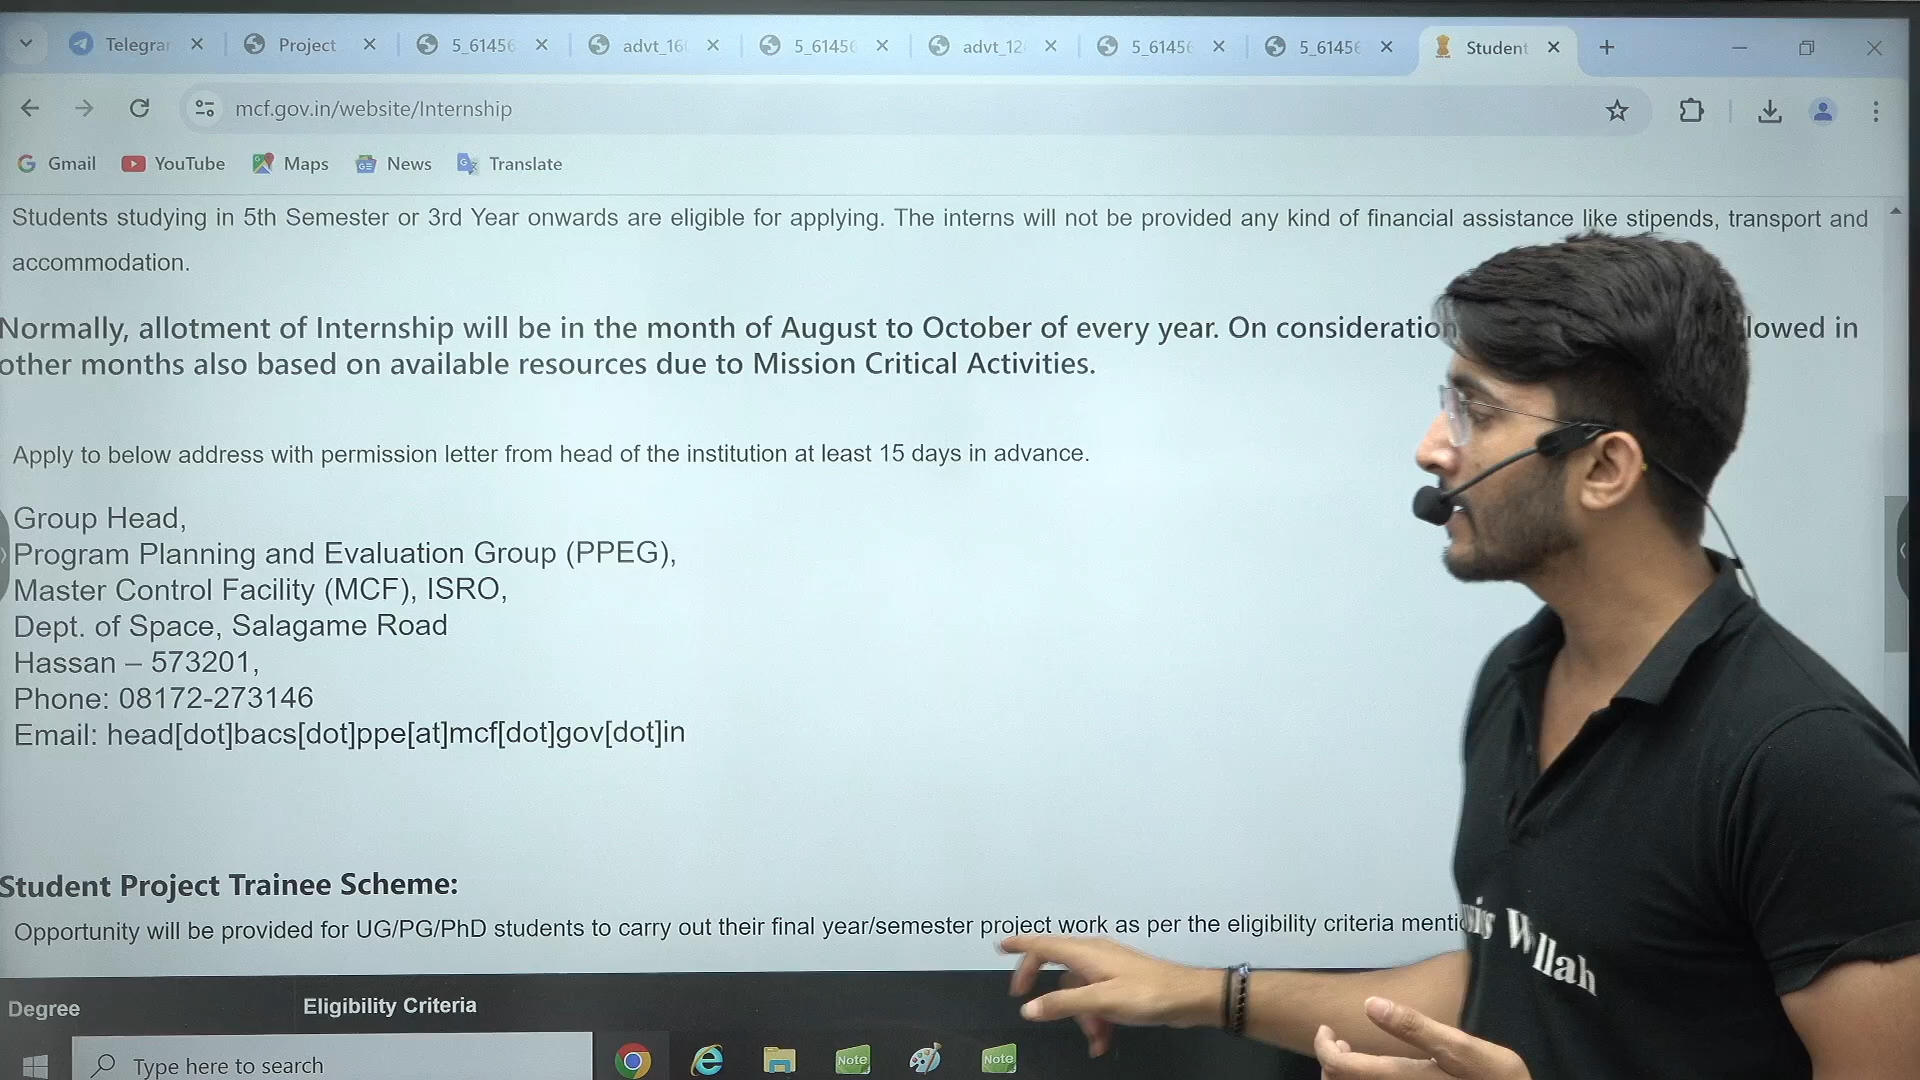 Telegra
Project
5_6145
advt_16
5_6145
advt_12
5_6145
5_6145
Student
mcf.gov.in/website/Internship
Gmail
YouTube
Maps
News
Translate
Students studying in 5th Semester or 3rd Year onwards are eligible for applying. The interns will not be provided any kind of financial assistance like stipends, transport and
accommodation.
Normally, allotment of Internship will be in the month of August to October of every year. On consideration lowed in
other months also based on available resources due to Mission Critical Activities.
Apply to below address with permission letter from head of the institution at least 15 days in advance.
Group Head,
Program Planning and Evaluation Group (PPEG),
Master Control Facility (MCF), ISRO,
Dept. of Space, Salagame Road
Hassan – 573201,
Phone: 08172-273146
Email: head[dot]bacs[dot]ppe[at]mcf[dot]gov[dot]in
Student Project Trainee Scheme:
Opportunity will be provided for UG/PG/PhD students to carry out their final year/semester project work as per the eligibility criteria menti
Degree
Eligibility Criteria
Type here to search
Note
Note